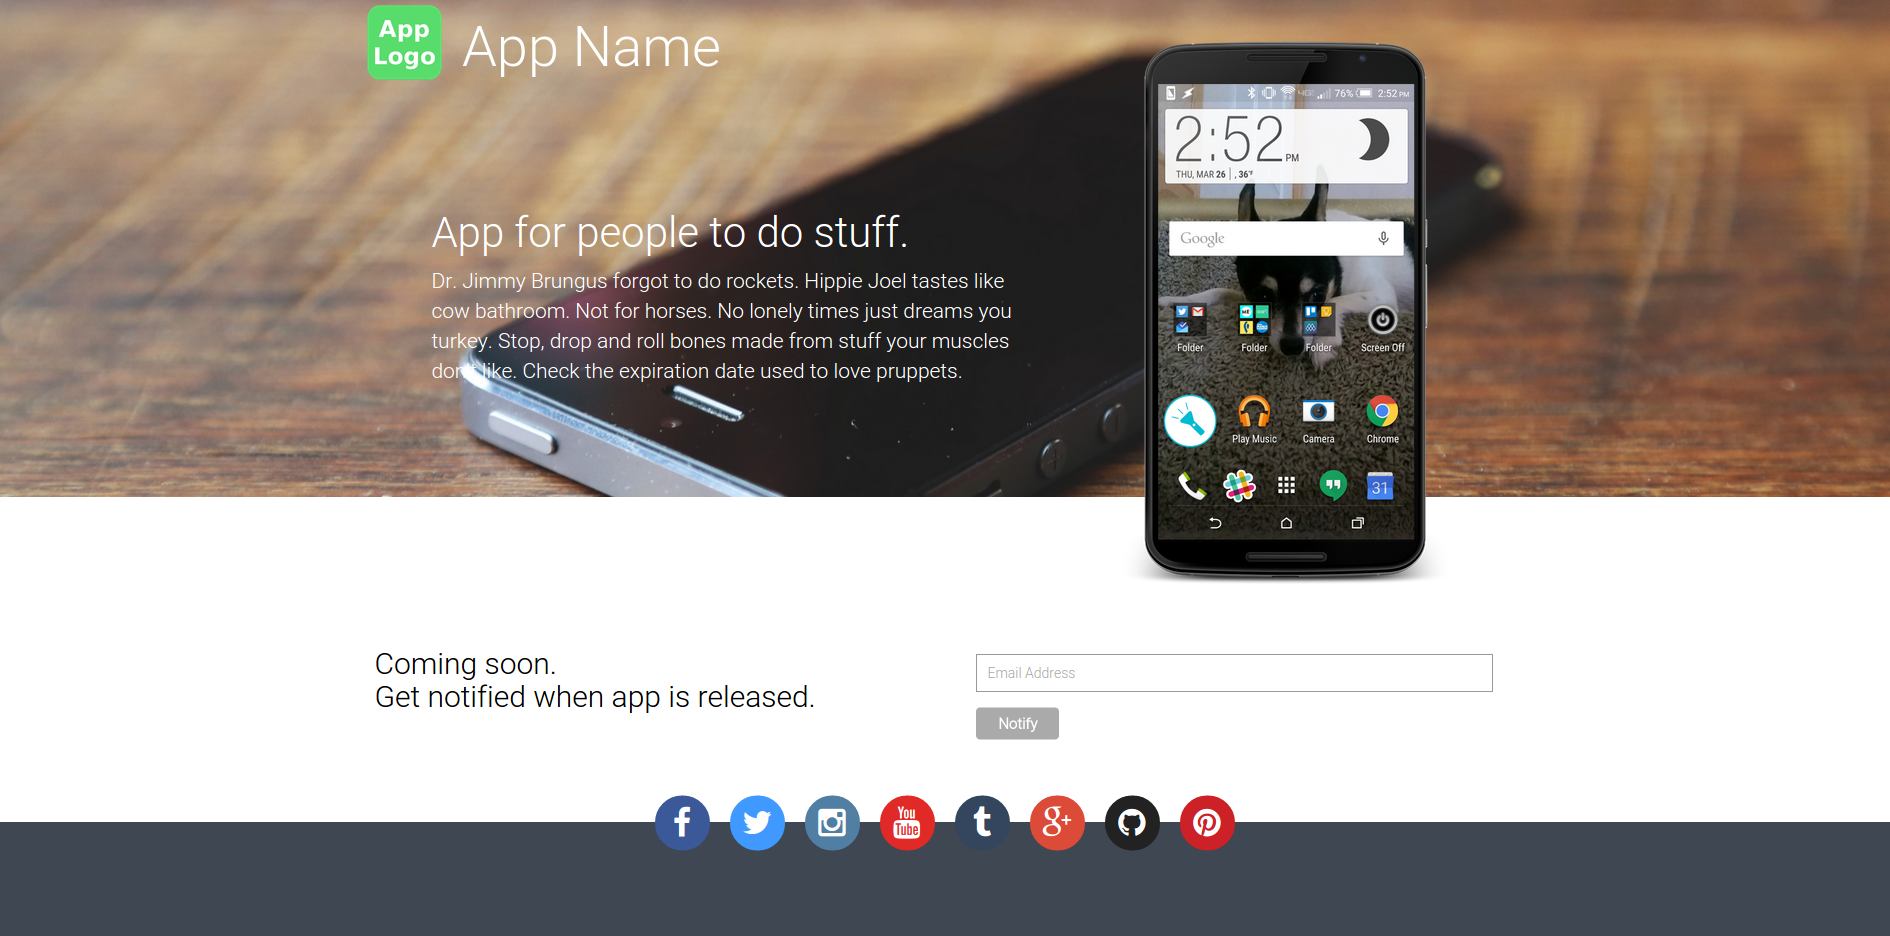 App
Logo
App Name
76%
2:52 PM
2:52 PM
THU, MAR 26 | , 36°F
App for people to do stuff.
Google
Dr. Jimmy Brungus forgot to do rockets. Hippie Joel tastes like
cow bathroom. Not for horses. No lonely times just dreams you
turkey. Stop, drop and roll bones made from stuff your muscles
don't like. Check the expiration date used to love pruppets.
Folder
Folder
Folder
Screen Off
Play Music
Camera
Chrome
31
Coming soon.
Get notified when app is released.
Email Address
Notify
f
You
Tube
t
g+